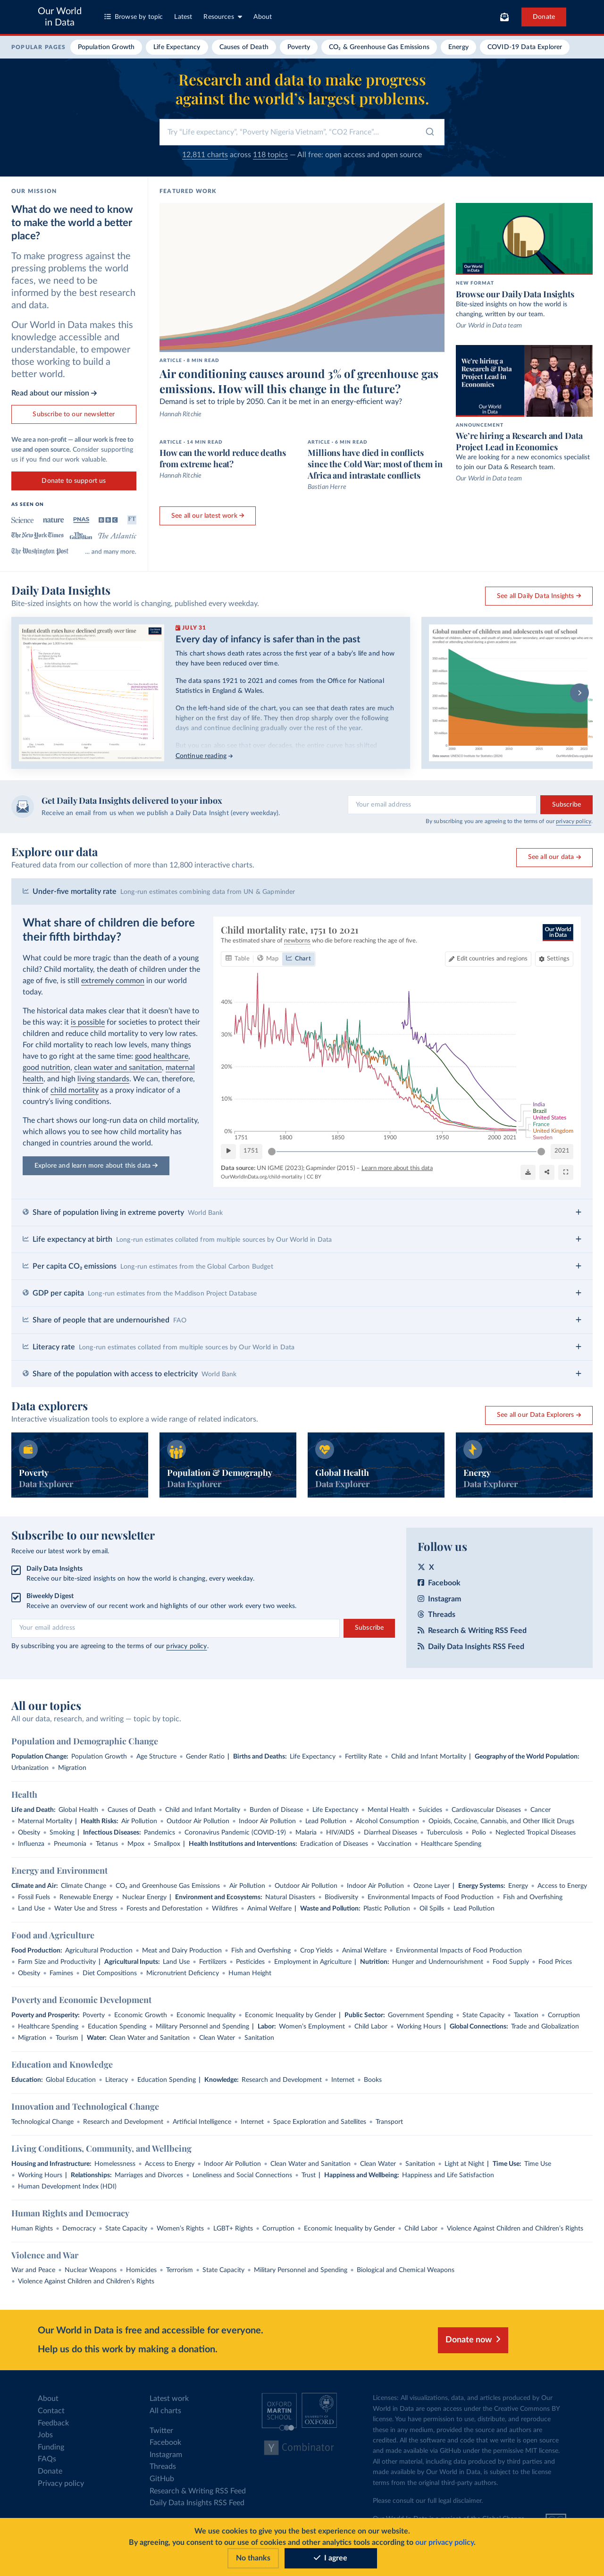 Our World
in Data
Browse by topic
Latest
Resources
About
Donate
POPULAR PAGES
Population Growth
Life Expectancy
Causes of Death
Poverty
CO₂ & Greenhouse Gas Emissions
Energy
COVID-19 Data Explorer
Research and data to make progress
against the world’s largest problems.
Try “Life expectancy”, “Poverty Nigeria Vietnam”, “CO2 France”...
12,811 charts across 118 topics — All free: open access and open source
OUR MISSION
What do we need to know
to make the world a better
place?
To make progress against the
pressing problems the world
faces, we need to be
informed by the best research
and data.
Our World in Data makes this
knowledge accessible and
understandable, to empower
those working to build a
better world.
Read about our mission →
Subscribe to our newsletter
We are a non-profit — all our work is free to
use and open source. Consider supporting
us if you find our work valuable.
Donate to support us
AS SEEN ON
Science
nature
PNAS
BBC
FT
The New York Times
The Guardian
The Atlantic
The Washington Post
... and many more.
FEATURED WORK
ARTICLE · 8 MIN READ
Air conditioning causes around 3% of greenhouse gas
emissions. How will this change in the future?
Demand is set to triple by 2050. Can it be met in an energy-efficient way?
Hannah Ritchie
ARTICLE · 14 MIN READ
How can the world reduce deaths
from extreme heat?
Hannah Ritchie
ARTICLE · 6 MIN READ
Millions have died in conflicts
since the Cold War; most of them in
Africa and intrastate conflicts
Bastian Herre
See all our latest work →
Our World
in Data
NEW FORMAT
Browse our Daily Data Insights
Bite-sized insights on how the world is
changing, written by our team.
Our World in Data team
We’re hiring a
Research & Data
Project Lead in
Economics
Our World
in Data
ANNOUNCEMENT
We’re hiring a Research and Data
Project Lead in Economics
We are looking for a new economics specialist
to join our Data & Research team.
Our World in Data team
Daily Data Insights
Bite-sized insights on how the world is changing, published every weekday.
See all Daily Data Insights →
Infant death rates have declined greatly over time
JULY 31
Every day of infancy is safer than in the past
This chart shows death rates across the first year of a baby’s life and how
they have been reduced over time.
The data spans 1921 to 2021 and comes from the Office for National
Statistics in England & Wales.
On the left-hand side of the chart, you can see that death rates are much
higher on the first day of life. They then drop sharply over the following
days and continue declining gradually over the rest of the year.
Continue reading →
Global number of children and adolescents out of school
Get Daily Data Insights delivered to your inbox
Receive an email from us when we publish a Daily Data Insight (every weekday).
Your email address
Subscribe
By subscribing you are agreeing to the terms of our privacy policy.
Explore our data
Featured data from our collection of more than 12,800 interactive charts.
See all our data →
Under-five mortality rate Long-run estimates combining data from UN & Gapminder
What share of children die before
their fifth birthday?
What could be more tragic than the death of a young
child? Child mortality, the death of children under the
age of five, is still extremely common in our world
today.
The historical data makes clear that it doesn’t have to
be this way: it is possible for societies to protect their
children and reduce child mortality to very low rates.
For child mortality to reach low levels, many things
have to go right at the same time: good healthcare,
good nutrition, clean water and sanitation, maternal
health, and high living standards. We can, therefore,
think of child mortality as a proxy indicator of a
country’s living conditions.
The chart shows our long-run data on child mortality,
which allows you to see how child mortality has
changed in countries around the world.
Explore and learn more about this data →
Child mortality rate, 1751 to 2021
The estimated share of newborns who die before reaching the age of five.
Our World
in Data
Table
Map
Chart
Edit countries and regions
Settings
40%
30%
20%
10%
0%
1751
1800
1850
1900
1950
2000
2021
India
Brazil
United States
France
United Kingdom
Sweden
1751
2021
Data source: UN IGME (2023); Gapminder (2015) – Learn more about this data
OurWorldInData.org/child-mortality | CC BY
Share of population living in extreme poverty World Bank
Life expectancy at birth Long-run estimates collated from multiple sources by Our World in Data
Per capita CO₂ emissions Long-run estimates from the Global Carbon Budget
GDP per capita Long-run estimates from the Maddison Project Database
Share of people that are undernourished FAO
Literacy rate Long-run estimates collated from multiple sources by Our World in Data
Share of the population with access to electricity World Bank
Data explorers
Interactive visualization tools to explore a wide range of related indicators.
See all our Data Explorers →
Poverty
Data Explorer
Population & Demography
Data Explorer
Global Health
Data Explorer
Energy
Data Explorer
Subscribe to our newsletter
Receive our latest work by email.
Daily Data Insights
Receive our bite-sized insights on how the world is changing, every weekday.
Biweekly Digest
Receive an overview of our recent work and highlights of our other work every two weeks.
Your email address
Subscribe
By subscribing you are agreeing to the terms of our privacy policy.
Follow us
X
Facebook
Instagram
Threads
Research & Writing RSS Feed
Daily Data Insights RSS Feed
All our topics
All our data, research, and writing — topic by topic.
Population and Demographic Change
Population Change: Population Growth • Age Structure • Gender Ratio | Births and Deaths: Life Expectancy • Fertility Rate • Child and Infant Mortality | Geography of the World Population:
Urbanization • Migration
Health
Life and Death: Global Health • Causes of Death • Child and Infant Mortality • Burden of Disease • Life Expectancy • Mental Health • Suicides • Cardiovascular Diseases • Cancer
• Maternal Mortality | Health Risks: Air Pollution • Outdoor Air Pollution • Indoor Air Pollution • Lead Pollution • Alcohol Consumption • Opioids, Cocaine, Cannabis, and Other Illicit Drugs
• Obesity • Smoking | Infectious Diseases: Pandemics • Coronavirus Pandemic (COVID-19) • Malaria • HIV/AIDS • Diarrheal Diseases • Tuberculosis • Polio • Neglected Tropical Diseases
• Influenza • Pneumonia • Tetanus • Mpox • Smallpox | Health Institutions and Interventions: Eradication of Diseases • Vaccination • Healthcare Spending
Energy and Environment
Climate and Air: Climate Change • CO₂ and Greenhouse Gas Emissions • Air Pollution • Outdoor Air Pollution • Indoor Air Pollution • Ozone Layer | Energy Systems: Energy • Access to Energy
• Fossil Fuels • Renewable Energy • Nuclear Energy | Environment and Ecosystems: Natural Disasters • Biodiversity • Environmental Impacts of Food Production • Fish and Overfishing
• Land Use • Water Use and Stress • Forests and Deforestation • Wildfires • Animal Welfare | Waste and Pollution: Plastic Pollution • Oil Spills • Lead Pollution
Food and Agriculture
Food Production: Agricultural Production • Meat and Dairy Production • Fish and Overfishing • Crop Yields • Animal Welfare • Environmental Impacts of Food Production
• Farm Size and Productivity | Agricultural Inputs: Land Use • Fertilizers • Pesticides • Employment in Agriculture | Nutrition: Hunger and Undernourishment • Food Supply • Food Prices
• Obesity • Famines • Diet Compositions • Micronutrient Deficiency • Human Height
Poverty and Economic Development
Poverty and Prosperity: Poverty • Economic Growth • Economic Inequality • Economic Inequality by Gender | Public Sector: Government Spending • State Capacity • Taxation • Corruption
• Healthcare Spending • Education Spending • Military Personnel and Spending | Labor: Women’s Employment • Child Labor • Working Hours | Global Connections: Trade and Globalization
• Migration • Tourism | Water: Clean Water and Sanitation • Clean Water • Sanitation
Education and Knowledge
Education: Global Education • Literacy • Education Spending | Knowledge: Research and Development • Internet • Books
Innovation and Technological Change
Technological Change • Research and Development • Artificial Intelligence • Internet • Space Exploration and Satellites • Transport
Living Conditions, Community, and Wellbeing
Housing and Infrastructure: Homelessness • Access to Energy • Indoor Air Pollution • Clean Water and Sanitation • Clean Water • Sanitation • Light at Night | Time Use: Time Use
• Working Hours | Relationships: Marriages and Divorces • Loneliness and Social Connections • Trust | Happiness and Wellbeing: Happiness and Life Satisfaction
• Human Development Index (HDI)
Human Rights and Democracy
Human Rights • Democracy • State Capacity • Women’s Rights • LGBT+ Rights • Corruption • Economic Inequality by Gender • Child Labor • Violence Against Children and Children’s Rights
Violence and War
War and Peace • Nuclear Weapons • Homicides • Terrorism • State Capacity • Military Personnel and Spending • Biological and Chemical Weapons
• Violence Against Children and Children’s Rights
Our World in Data is free and accessible for everyone.
Help us do this work by making a donation.
Donate now
About
Contact
Feedback
Jobs
Funding
FAQs
Donate
Privacy policy
Latest work
All charts
Twitter
Facebook
Instagram
Threads
GitHub
Research & Writing RSS Feed
Daily Data Insights RSS Feed
OXFORD
MARTIN
SCHOOL
UNIVERSITY OF
OXFORD
Y Combinator
Licenses: All visualizations, data, and articles produced by Our
World in Data are open access under the Creative Commons BY
license. You have permission to use, distribute, and reproduce
these in any medium, provided the source and authors are
credited. All the software and code that we write is open source
and made available via GitHub under the permissive MIT license.
All other material, including data produced by third parties and
made available by Our World in Data, is subject to the license
terms from the original third-party authors.
Please consult our full legal disclaimer.
We use cookies to give you the best experience on our website.
By agreeing, you consent to our use of cookies and other analytics tools according to our privacy policy.
No thanks
I agree